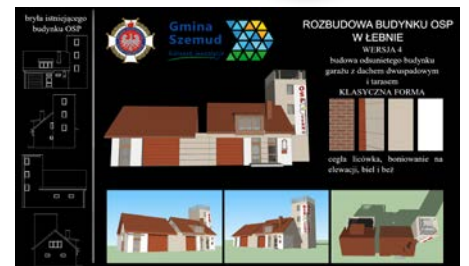 bryła istniejącego
budynku OSP
Gmina
Szemud
ROZBUDOWA BUDYNKU OSP
W ŁEBNIE
WERSJA 4
budowa odsuniętego budynku
garażu z dachem dwuspadowym
i tarasem
KLASYCZNA FORMA
OSP
cegła licówka, boniowanie na
elewacji, biel i beż